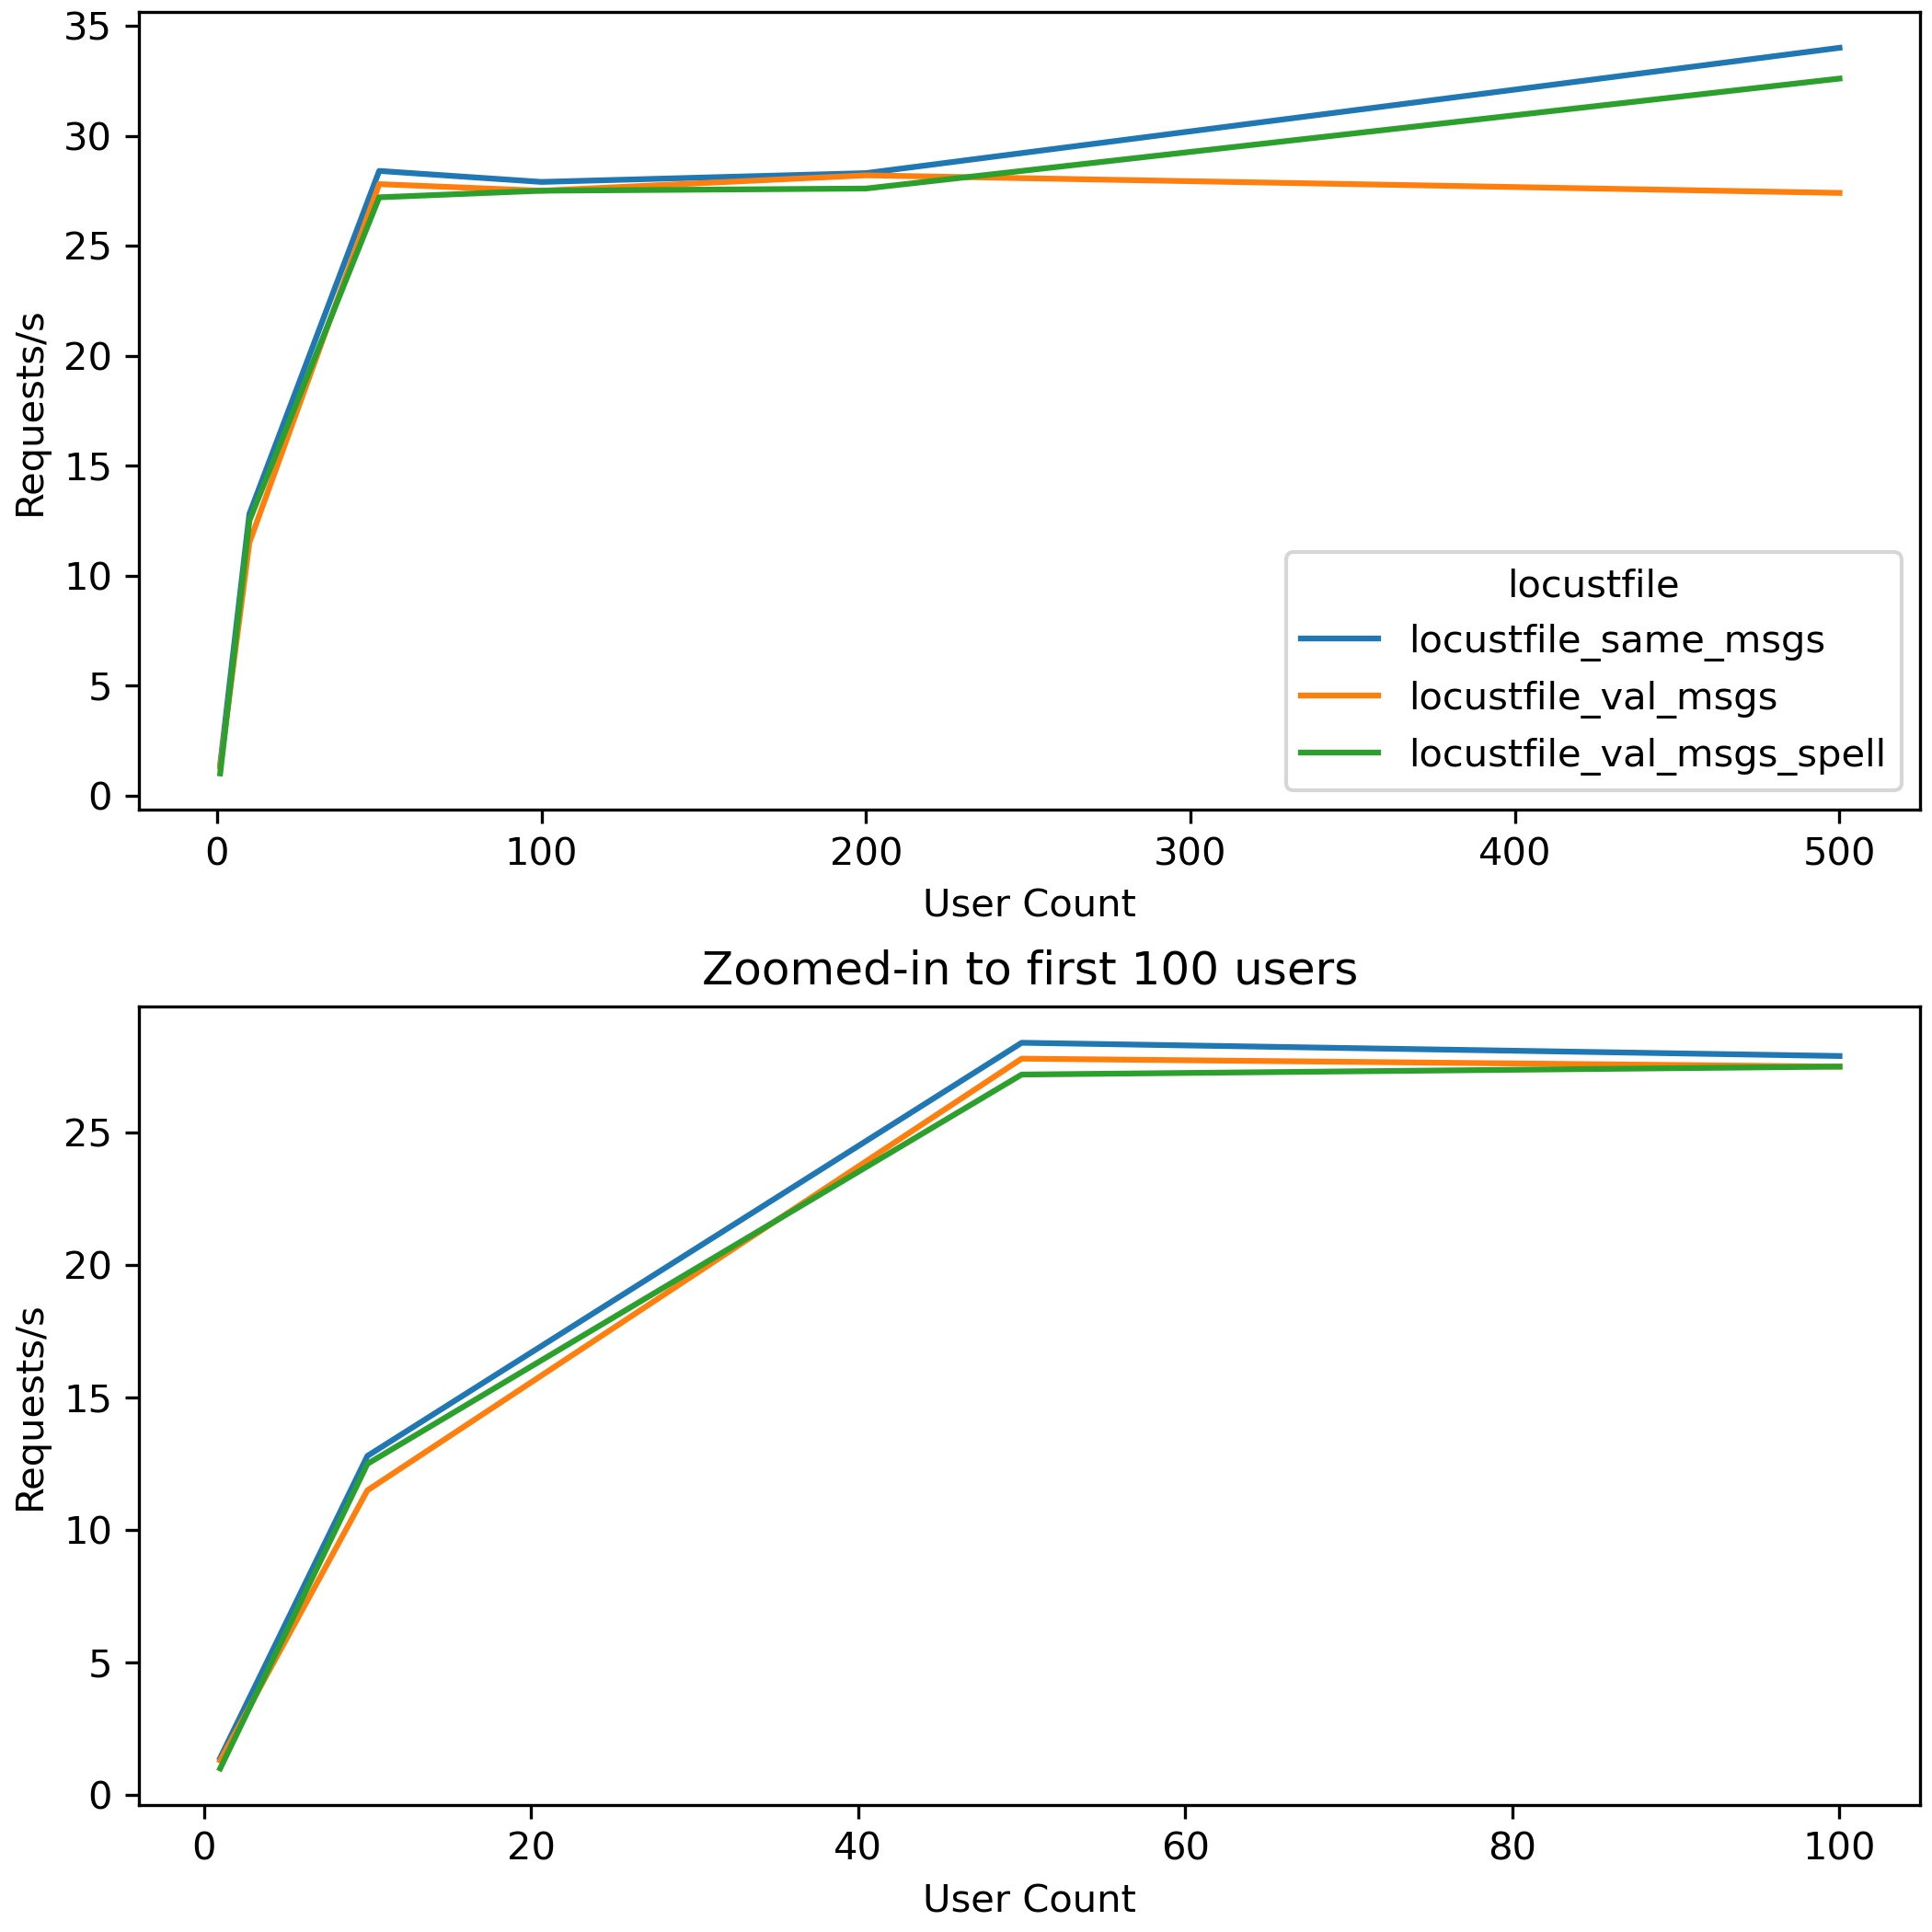 35
30
25
20
15
10
5
0
Requests/s
locustfile
locustfile_same_msgs
locustfile_val_msgs
locustfile_val_msgs_spell
0 100 200 300 400 500
User Count
Zoomed-in to first 100 users
25
20
15
10
5
0
Requests/s
0 20 40 60 80 100
User Count